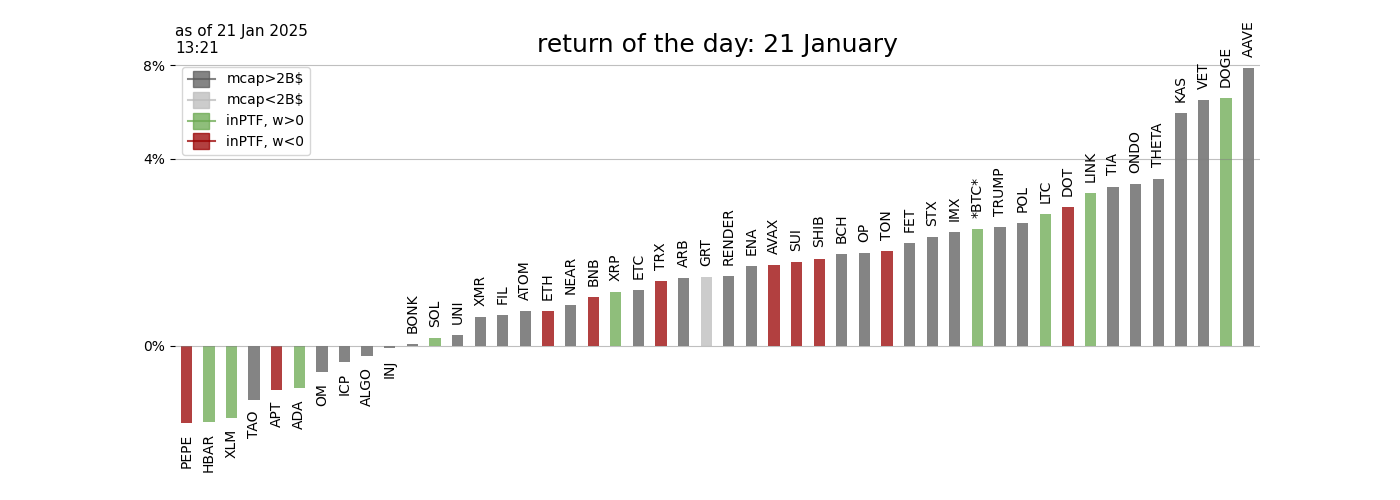 as of 21 Jan 2025
13:21
return of the day: 21 January
8%
4%
0%
mcap>2B$
mcap<2B$
inPTF, w>0
inPTF, w<0
PEPE
HBAR
XLM
TAO
APT
ADA
OM
ICP
ALGO
INJ
BONK
SOL
UNI
XMR
FIL
ATOM
ETH
NEAR
BNB
XRP
ETC
TRX
ARB
GRT
RENDER
ENA
AVAX
SUI
SHIB
BCH
OP
TON
FET
STX
IMX
*BTC*
TRUMP
POL
LTC
DOT
LINK
TIA
ONDO
THETA
KAS
VET
DOGE
AAVE